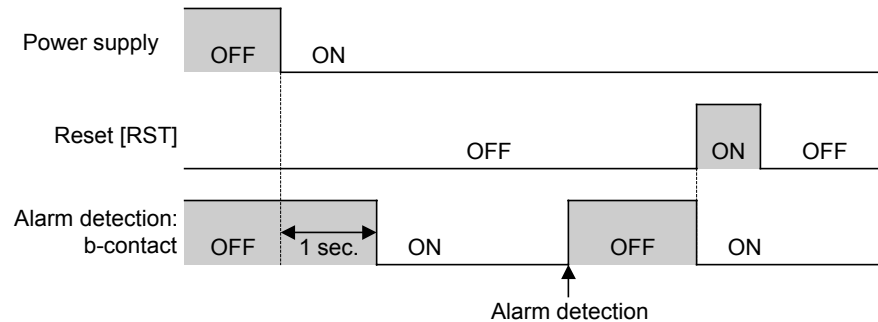 Power supply
OFF
ON
Reset [RST]
OFF
ON
OFF
Alarm detection:
b-contact
OFF
1 sec.
ON
OFF
ON
Alarm detection